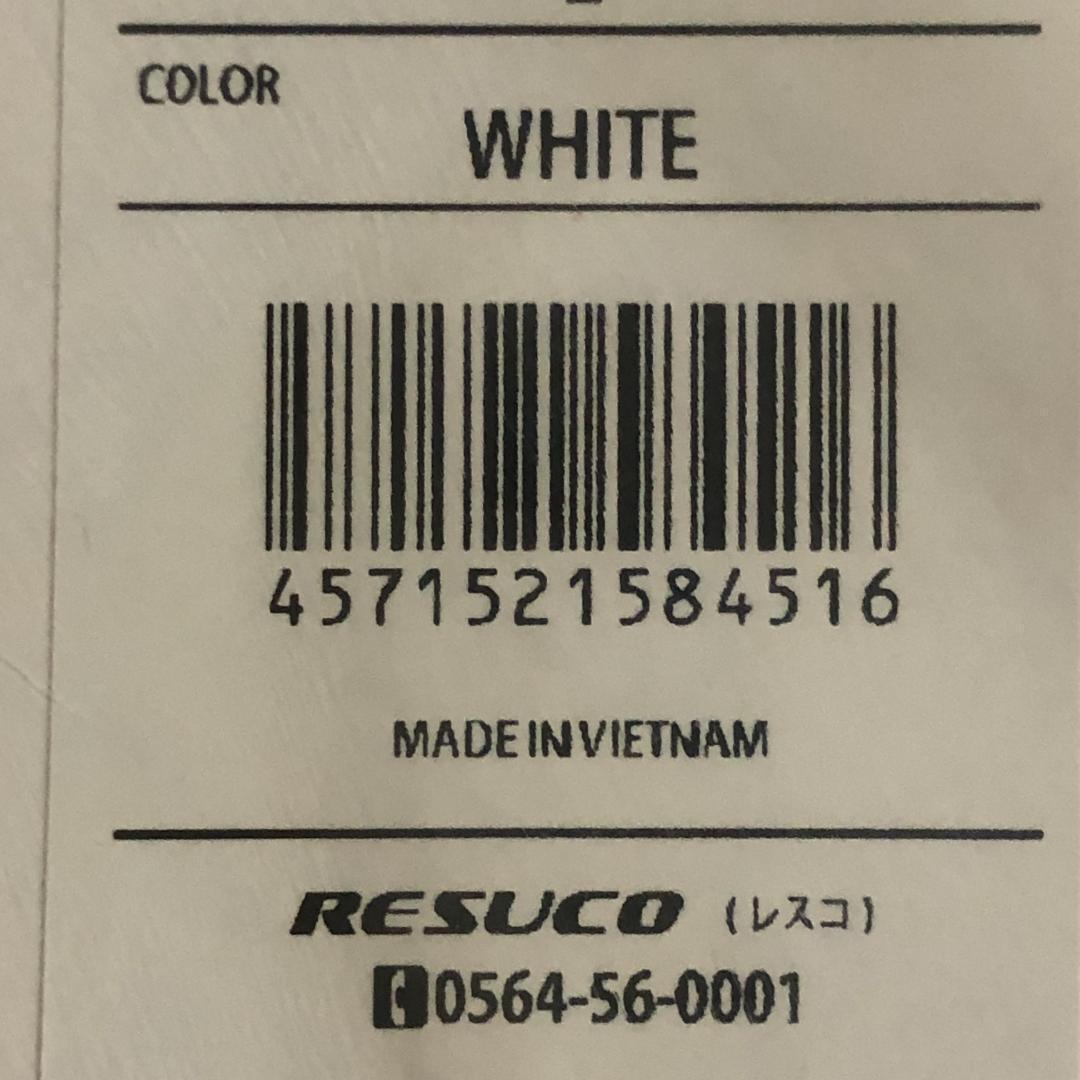 COLOR
WHITE
4571521584516
MADE IN VIETNAM
RESUCO (レスコ)
0564-56-0001